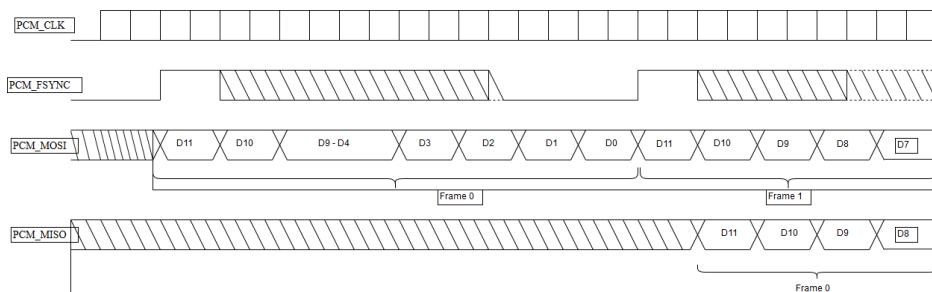 PCM_CLK
PCM_FSYNC
PCM_MOSI D11 D10 D9 - D4 D3 D2 D1 D0 D11 D10 D9 D8 D7
Frame 0 Frame 1
PCM_MISO D11 D10 D9 D8
Frame 0